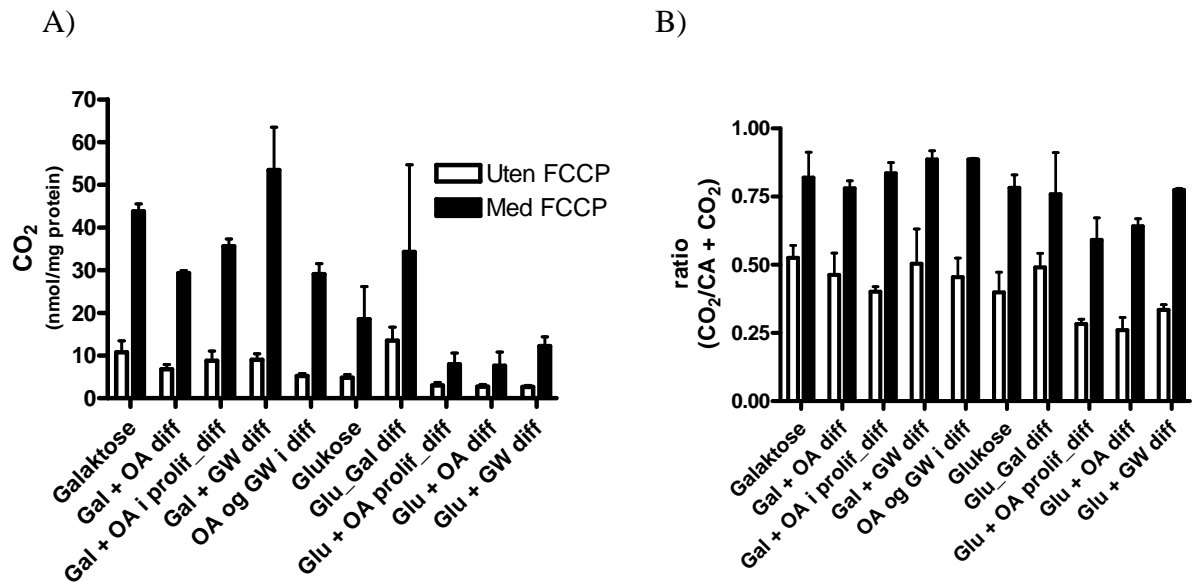 A)
B)
CO2
(nmol/mg protein)
70
60
50
40
30
20
10
0
Uten FCCP
Med FCCP
Galaktose
Gal + OA diff
Gal + OA i prolif_diff
Gal + GW diff
OA og GW i diff
Glukose
Glu_Gal diff
Glu + OA prolif_diff
Glu + OA diff
Glu + GW diff
ratio
(CO2/CA + CO2)
1.00
0.75
0.50
0.25
0.00
Galaktose
Gal + OA diff
Gal + OA i prolif_diff
Gal + GW diff
OA og GW i diff
Glukose
Glu_Gal diff
Glu + OA prolif_diff
Glu + OA diff
Glu + GW diff